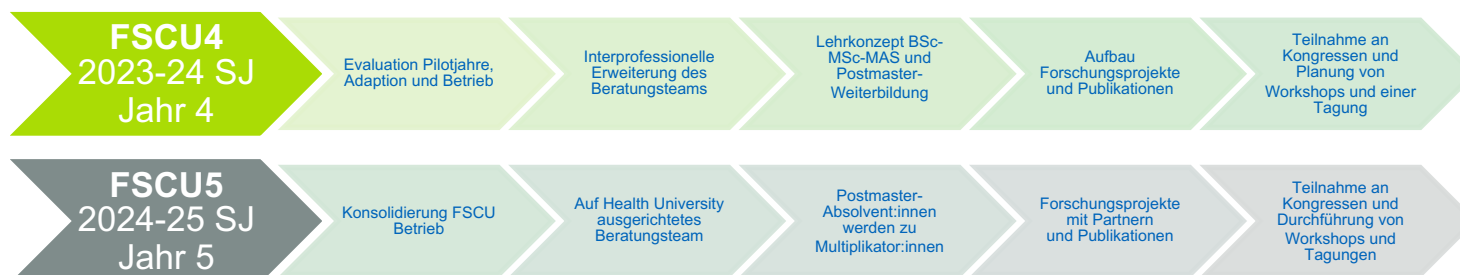 FSCU4
2023-24 SJ
Jahr 4
Evaluation Pilotjahre,
Adaption und Betrieb
Interprofessionelle
Erweiterung des
Beratungsteams
Lehrkonzept BSc-
MSc-MAS und
Postmaster-
Weiterbildung
Aufbau
Forschungsprojekte
und Publikationen
Teilnahme an
Kongressen und
Planung von
Workshops und einer
Tagung
FSCU5
2024-25 SJ
Jahr 5
Konsolidierung FSCU
Betrieb
Auf Health University
ausgerichtetes
Beratungsteam
Postmaster-
Absolvent:innen
werden zu
Multiplikator:innen
Forschungsprojekte
mit Partnern
und Publikationen
Teilnahme an
Kongressen und
Durchführung von
Workshops und
Tagungen